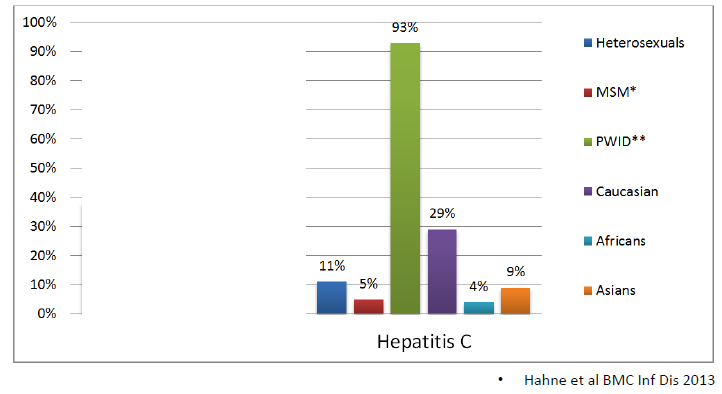 100%
90%
80%
70%
60%
50%
40%
30%
20%
10%
0%
11%
5%
93%
29%
4%
9%
Hepatitis C
Heterosexuals
MSM*
PWID**
Caucasian
Africans
Asians
• Hahne et al BMC Inf Dis 2013